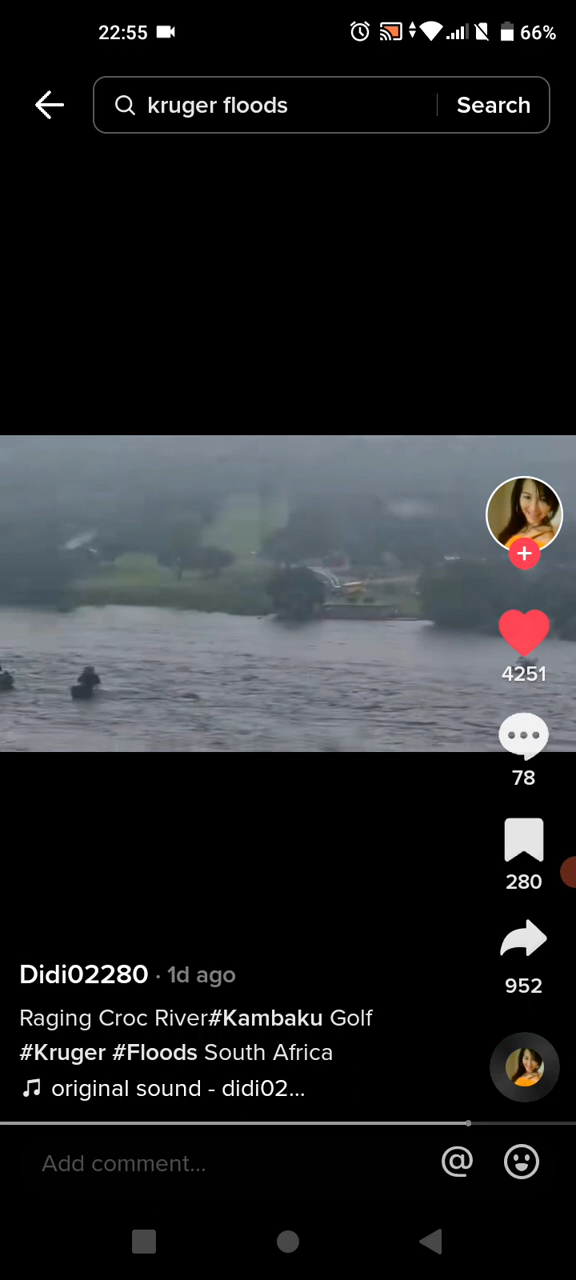 22:55
66%
kruger floods
Search
4251
78
280
952
Didi02280 · 1d ago
Raging Croc River#Kambaku Golf
#Kruger #Floods South Africa
original sound - didi02...
Add comment...
@